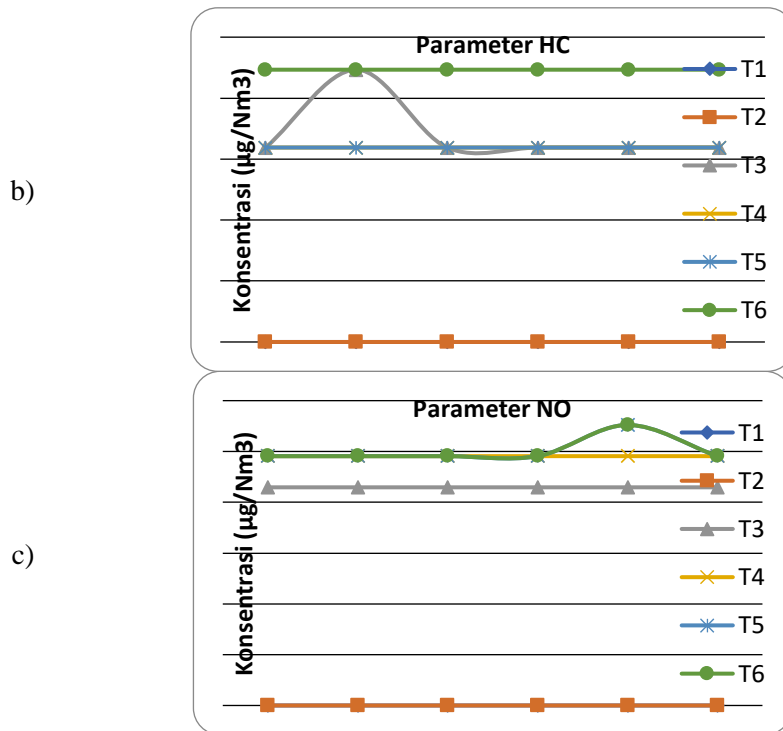 b)
Parameter HC
Konsentrasi (µg/Nm3)
T1
T2
T3
T4
T5
T6
c)
Parameter NO
Konsentrasi (µg/Nm3)
T1
T2
T3
T4
T5
T6